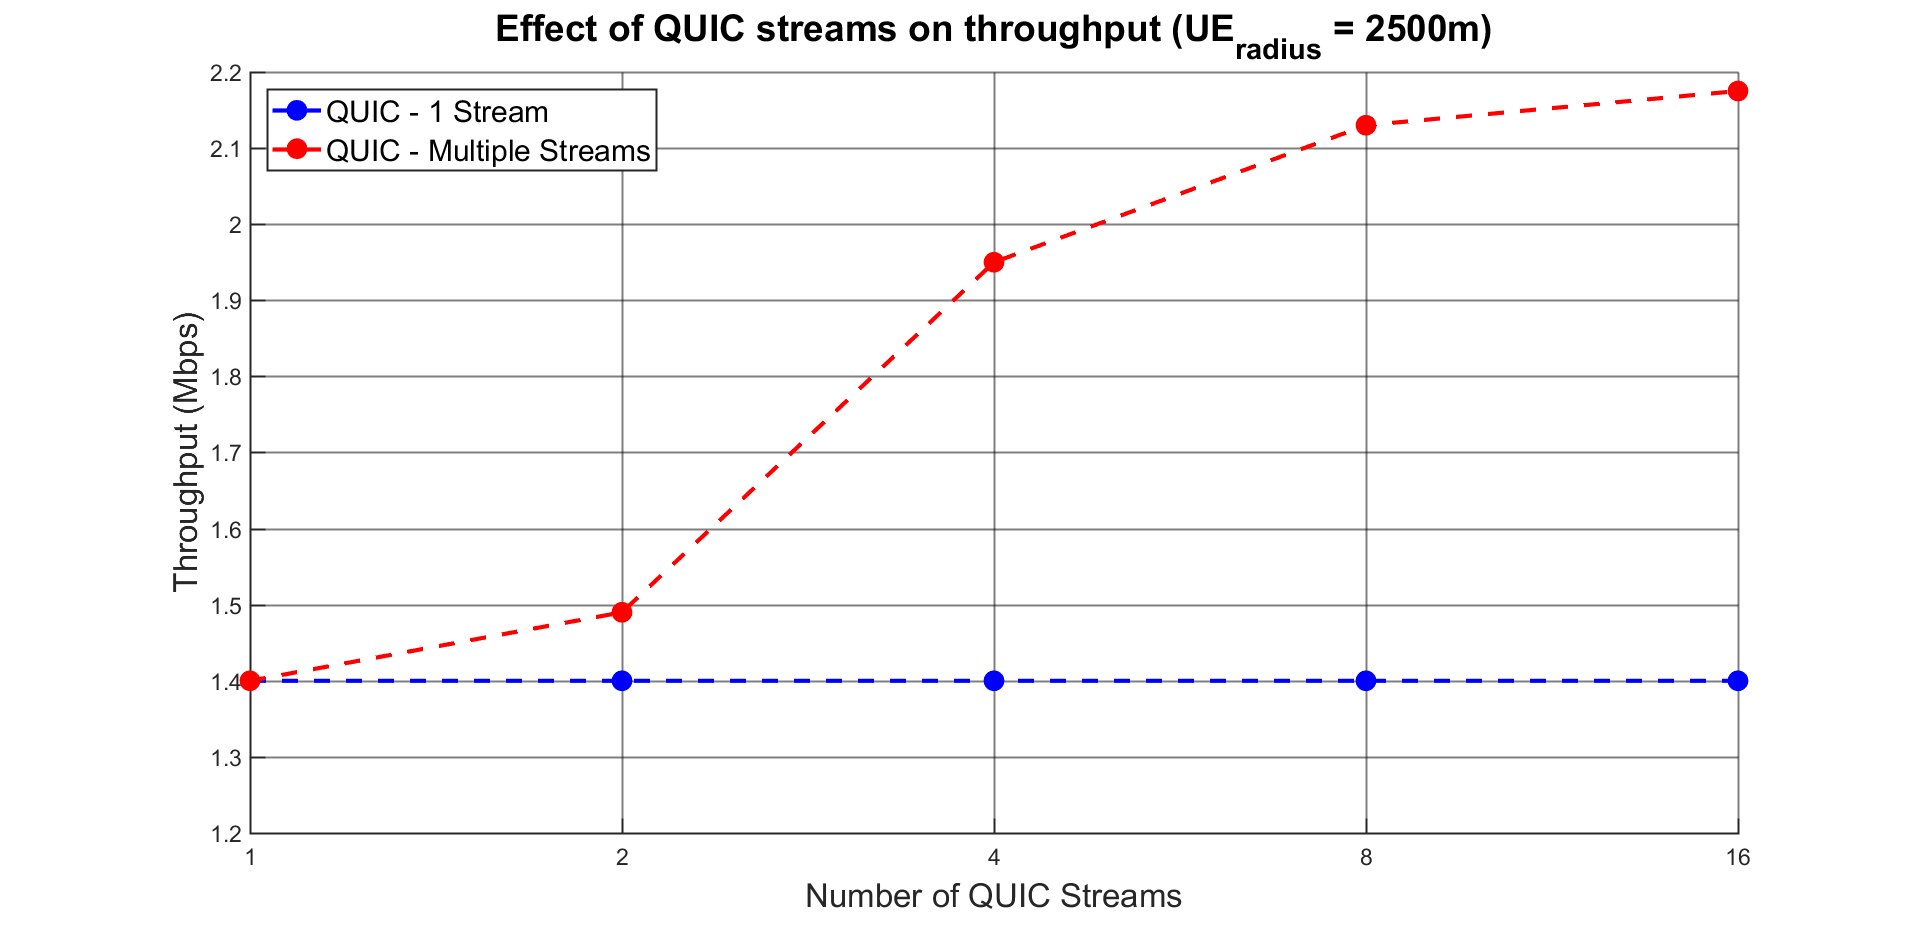 Effect of QUIC streams on throughput (UEradius = 2500m)
QUIC - 1 Stream
QUIC - Multiple Streams
Throughput (Mbps)
2.2
2.1
2
1.9
1.8
1.7
1.6
1.5
1.4
1.3
1.2
1 2 4 8 16
Number of QUIC Streams